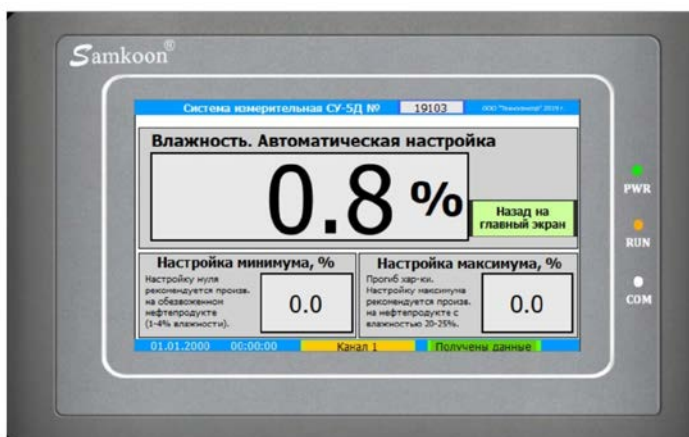 Samkoon®
Система измерительная СУ-5Д № 19103 ООО "Техноцентр" 2019 г.
Влажность. Автоматическая настройка
0.8 %
Назад на
главный экран
PWR
RUN
COM
Настройка минимума, %
Настройку нуля
рекомендуется произв.
на обезвоженном
нефтепродукте
(1-4% влажности).
0.0
Настройка максимума, %
Прогиб хар-ки.
Настройку максимума
рекомендуется произв.
на нефтепродукте с
влажностью 20-25%.
0.0
01.01.2000 00:00:00 Канал 1 Получены данные